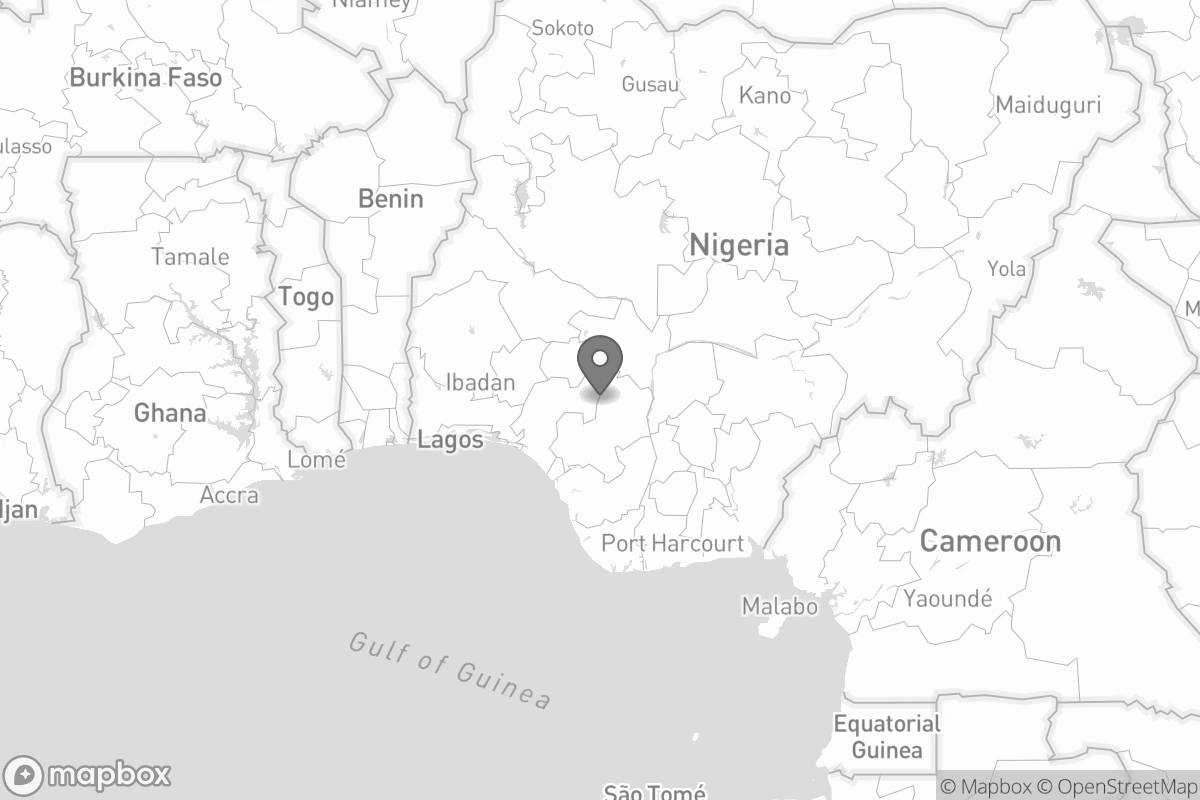 Niamey
Sokoto
Burkina Faso
Gusau
Kano
Maiduguri
ulasso
Benin
Nigeria
Tamale
Togo
Yola
M
Ibadan
Ghana
Lagos
Lomé
Accra
djan
Port Harcourt
Cameroon
Malabo
Yaoundé
Gulf of Guinea
Equatorial
Guinea
mapbox
São Tomé
© Mapbox © OpenStreetMap